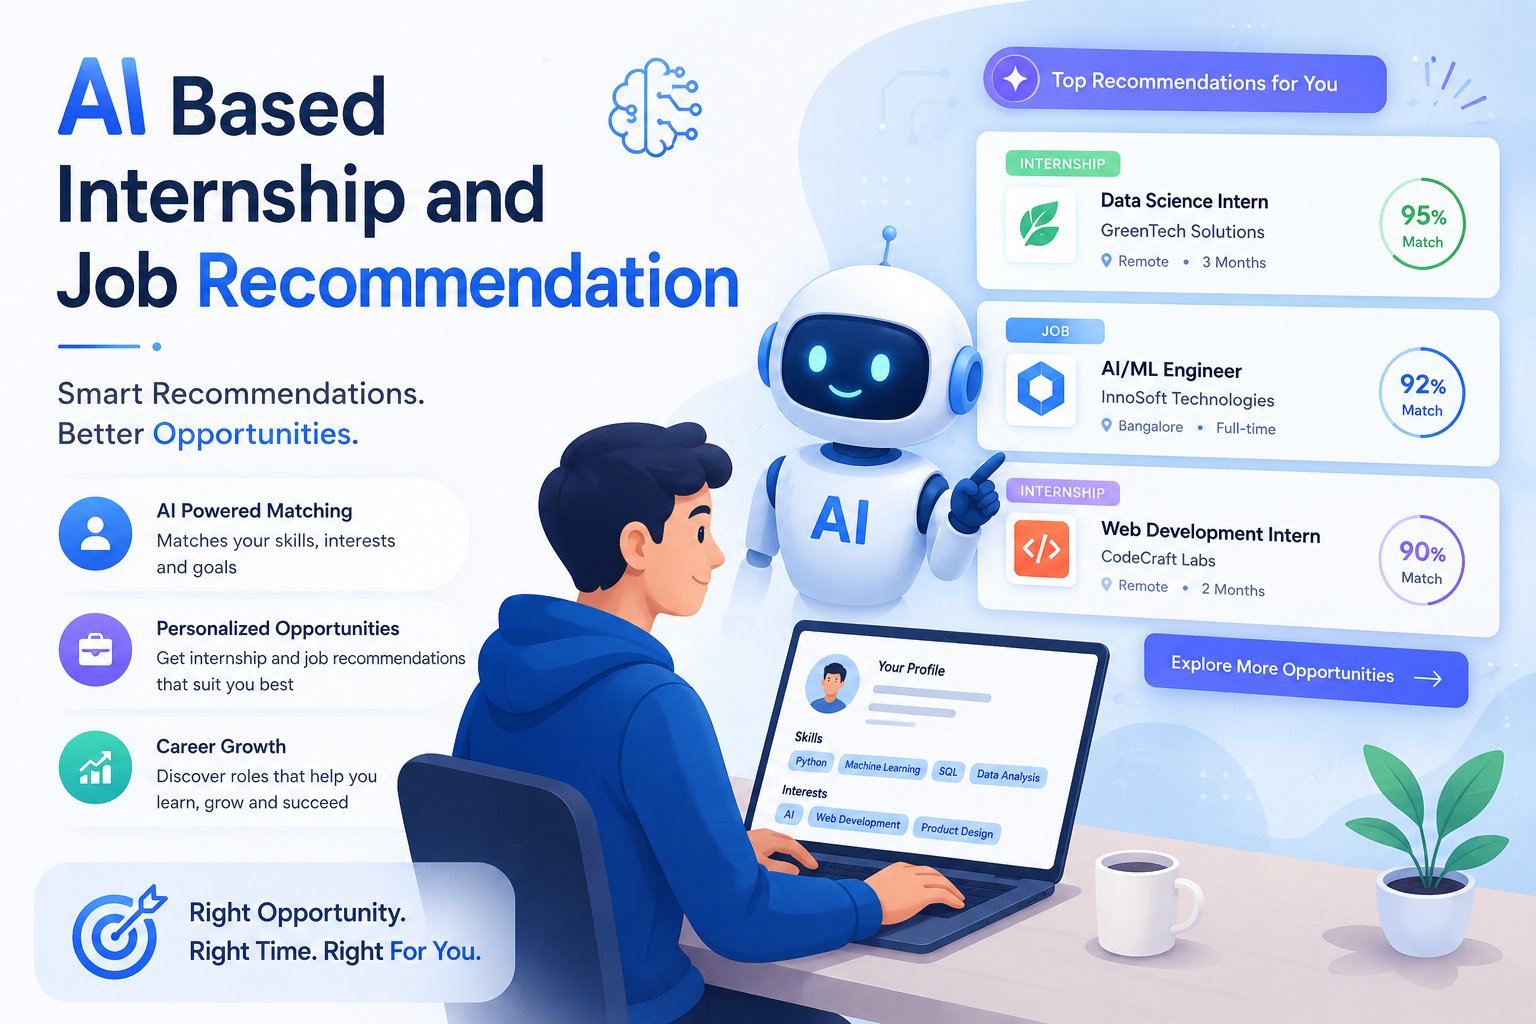 AI Based
Internship and
Job Recommendation
Smart Recommendations.
Better Opportunities.
AI Powered Matching
Matches your skills, interests
and goals
Personalized Opportunities
Get internship and job recommendations
that suit you best
Career Growth
Discover roles that help you
learn, grow and succeed
Right Opportunity.
Right Time. Right For You.
Top Recommendations for You
INTERNSHIP
Data Science Intern
GreenTech Solutions
Remote • 3 Months
95%
Match
JOB
AI/ML Engineer
InnoSoft Technologies
Bangalore • Full-time
92%
Match
INTERNSHIP
</>
Web Development Intern
CodeCraft Labs
Remote • 2 Months
90%
Match
Explore More Opportunities →
AI
Your Profile
Skills
Python Machine Learning SQL Data Analysis
Interests
AI Web Development Product Design